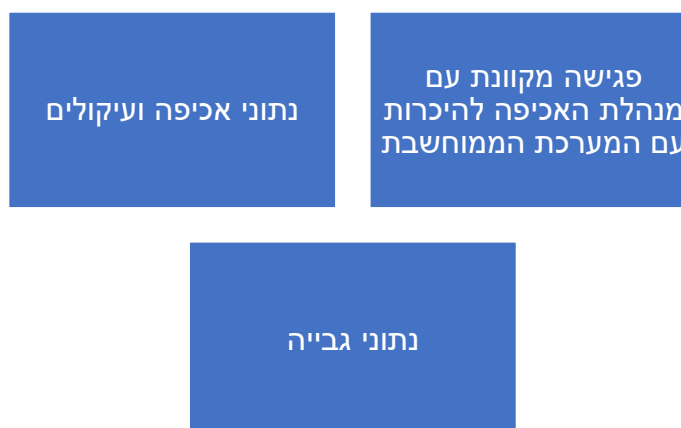 פגישה מקוונת עם
מנהלת האכיפה להיכרות
עם המערכת הממוחשבת
נתוני אכיפה ועיקולים
נתוני גבייה